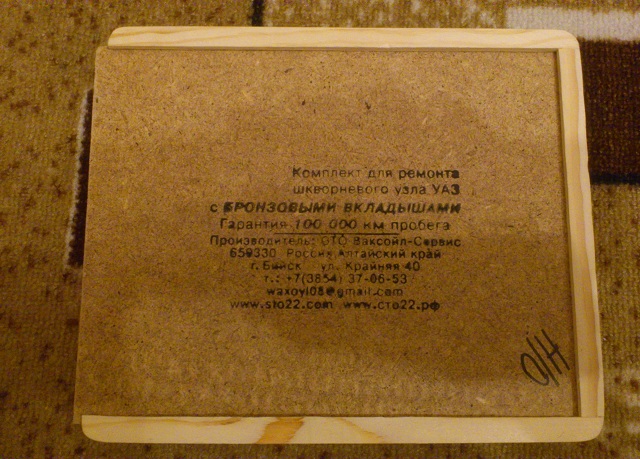 Комплект для ремонта
шкворневого узла УАЗ
с БРОНЗОВЫМИ ВКЛАДЫШАМИ
Гарантия 100 000 км пробега
Производитель: СТО Ваксойл-Сервис
659330 Россия Алтайский край
г. Бийск ул. Крайняя 40
т.: +7(3854) 37-06-53
waxoyl08@gmail.com
www.sto22.com www.сто22.рф
О/Н